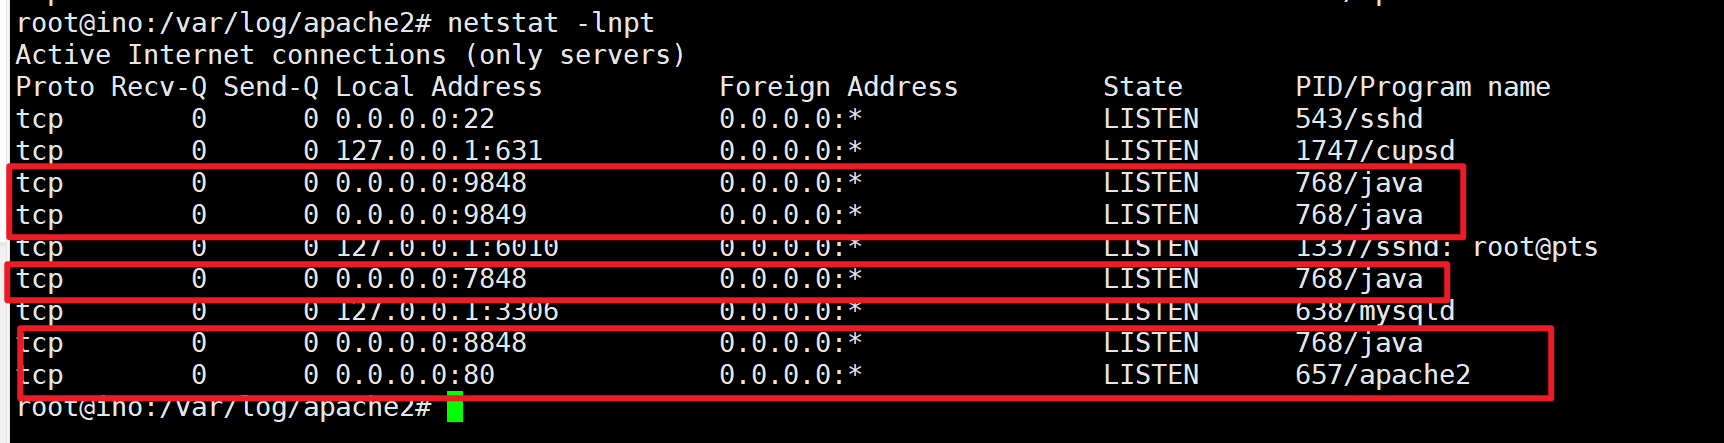 root@ino:/var/log/apache2# netstat -lnpt
Active Internet connections (only servers)
Proto Recv-Q Send-Q Local Address           Foreign Address         State       PID/Program name
tcp        0      0 0.0.0.0:22              0.0.0.0:*               LISTEN      543/sshd
tcp        0      0 127.0.0.1:631           0.0.0.0:*               LISTEN      1747/cupsd
tcp        0      0 0.0.0.0:9848            0.0.0.0:*               LISTEN      768/java
tcp        0      0 0.0.0.0:9849            0.0.0.0:*               LISTEN      768/java
tcp        0      0 127.0.0.1:6010          0.0.0.0:*               LISTEN      1337/sshd: root@pts
tcp        0      0 0.0.0.0:7848            0.0.0.0:*               LISTEN      768/java
tcp        0      0 127.0.0.1:3306          0.0.0.0:*               LISTEN      638/mysqld
tcp        0      0 0.0.0.0:8848            0.0.0.0:*               LISTEN      768/java
tcp        0      0 0.0.0.0:80              0.0.0.0:*               LISTEN      657/apache2
root@ino:/var/log/apache2#